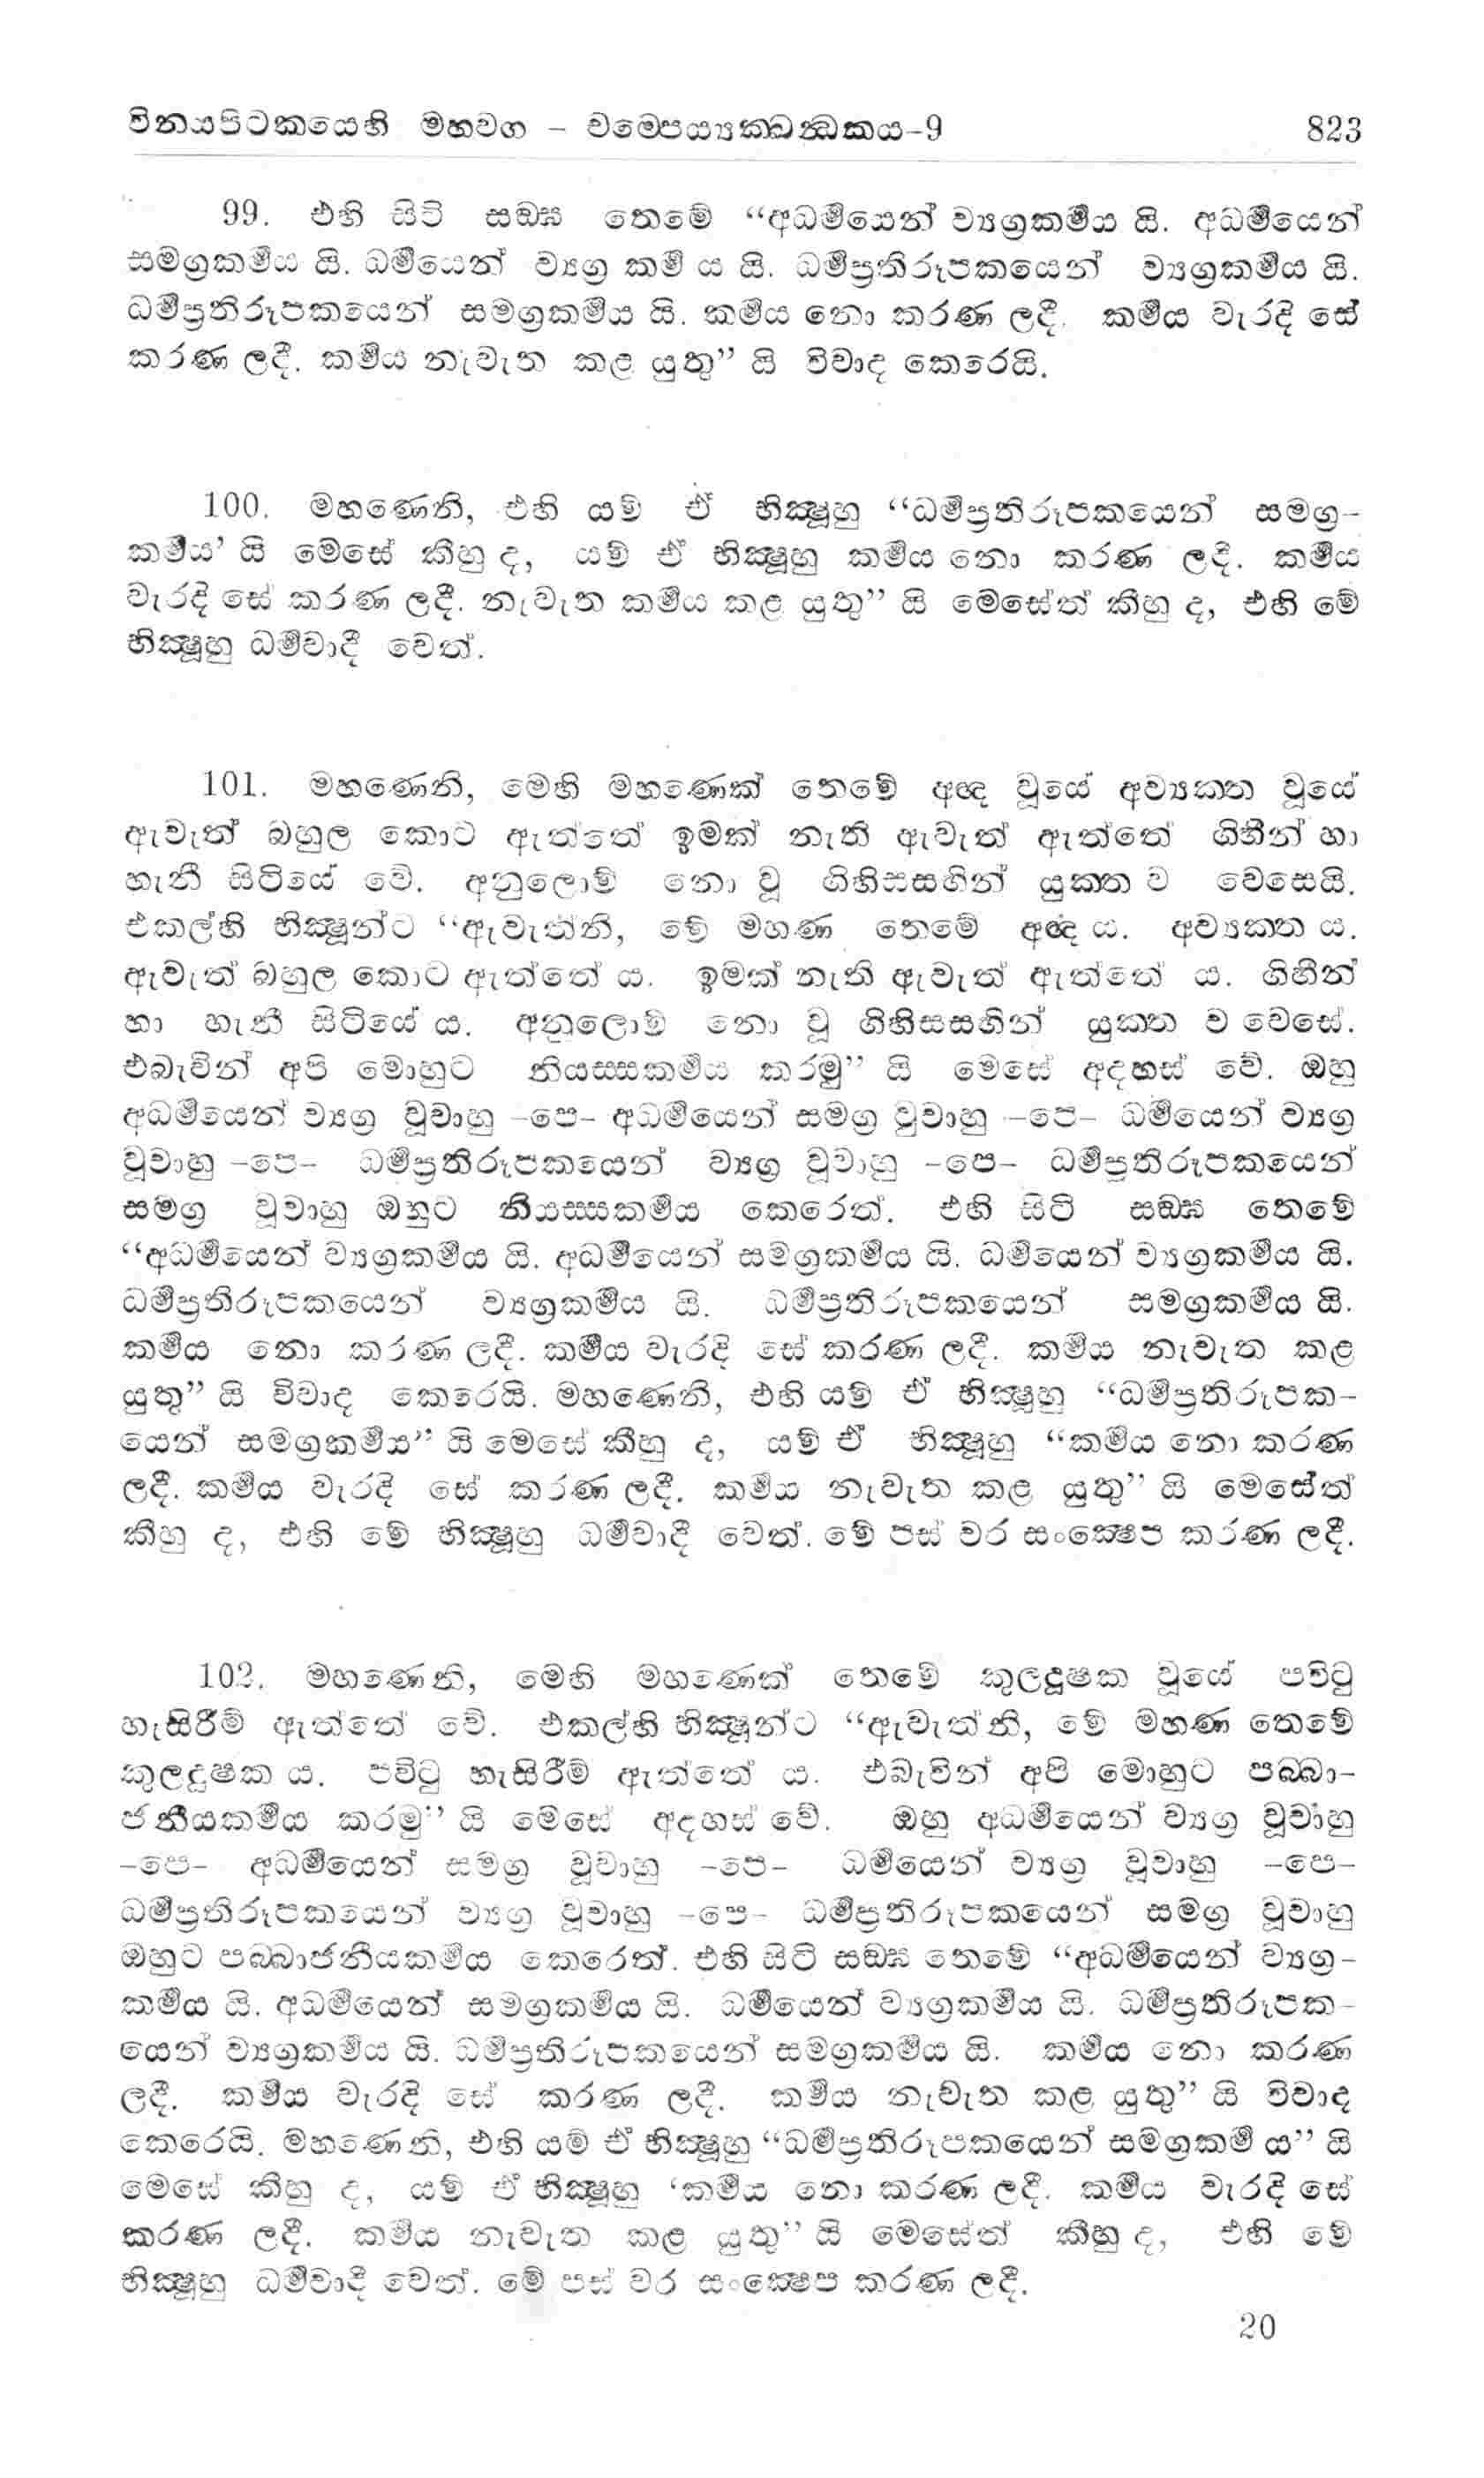 විනයපිටකයෙහි මහවග - චම්පෙය්‍යක්ඛන්ධකය-9 823
99. එහි සිටි සඞ්ඝ තෙමේ “අධර්මයෙන් ව්‍යග්‍රකර්මය යි. අධර්මයෙන්
සමග්‍රකර්මය යි. ධර්මයෙන් ව්‍යග්‍ර කර්ම ය යි. ධර්මප්‍රතිරූපකයෙන් ව්‍යග්‍රකර්මය යි.
ධර්මප්‍රතිරූපකයෙන් සමග්‍රකර්මය යි. කර්මය නො කරණ ලදී. කර්මය වැරදි සේ
කරණ ලදී. කර්මය නැවැත කළ යුතු” යි විවාද කෙරෙයි.
100. මහණෙනි, එහි යම් ඒ භික්‍ෂූහු “ධර්මප්‍රතිරූපකයෙන් සමග්‍ර-
කර්මය’ යි මෙසේ කීහු ද, යම් ඒ භික්‍ෂූහු කර්මය නො කරණ ලදි. කර්මය
වැරදි සේ කරණ ලදී. නැවැත කර්මය කළ යුතු” යි මෙසේත් කීහු ද, එහි මේ
භික්‍ෂූහු ධර්මවාදී වෙත්.
101. මහණෙනි, මෙහි මහණෙක් තෙමේ අඥ වූයේ අව්‍යක්ත වූයේ
ඇවැත් බහුල කොට ඇත්තේ ඉමක් නැති ඇවැත් ඇත්තේ ගිහීන් හා
හැනී සිටියේ වේ. අනුලොම් නො වූ ගිහිසසගින් යුක්ත ව වෙසෙයි.
එකල්හි භික්‍ෂූන්ට “ඇවැත්නි, මේ මහණ තෙමේ අඥ ය. අව්‍යක්ත ය.
ඇවැත් බහුල කොට ඇත්තේ ය. ඉමක් නැති ඇවැත් ඇත්තේ ය. ගිහීන්
හා හැනී සිටියේ ය. අනුලොම් නො වූ ගිහිසසගින් යුක්ත ව වෙසේ.
එබැවින් අපි මොහුට නියස්සකර්මය කරමු” යි මෙසේ අදහස් වේ. ඔහු
අධර්මයෙන් ව්‍යග්‍ර වූවාහු -පෙ- අධර්මයෙන් සමග්‍ර වූවාහු -පෙ- ධර්මයෙන් ව්‍යග්‍ර
වූවාහු -පෙ- ධර්මප්‍රතිරූපකයෙන් ව්‍යග්‍ර වූවාහු -පෙ- ධර්මප්‍රතිරූපකයෙන්
සමග්‍ර වූවාහු ඔහුට නියස්සකර්මය කෙරෙත්. එහි සිටි සඞ්ඝ තෙමේ
“අධර්මයෙන් ව්‍යග්‍රකර්මය යි. අධර්මයෙන් සමග්‍රකර්මය යි. ධර්මයෙන් ව්‍යග්‍රකර්මය යි.
ධර්මප්‍රතිරූපකයෙන් ව්‍යග්‍රකර්මය යි. ධර්මප්‍රතිරූපකයෙන් සමග්‍රකර්මය යි.
කර්මය නො කරණ ලදී. කර්මය වැරදි සේ කරණ ලදී. කර්මය නැවැත කළ
යුතු” යි විවාද කෙරෙයි. මහණෙනි, එහි යම් ඒ භික්‍ෂූහු “ධර්මප්‍රතිරූපක-
යෙන් සමග්‍රකර්මය” යි මෙසේ කීහු ද, යම් ඒ භික්‍ෂූහු “කර්මය නො කරණ
ලදී. කර්මය වැරදි සේ කරණ ලදී. කර්මය නැවැත කළ යුතු” යි මෙසේත්
කීහු ද, එහි මේ භික්‍ෂූහු ධර්මවාදී වෙත්. මේ පස් වර සංක්‍ෂෙප කරණ ලදී.
102. මහණෙනි, මෙහි මහණෙක් තෙමේ කුලදූෂක වූයේ පවිටු
හැසිරීම් ඇත්තේ වේ. එකල්හි භික්‍ෂූන්ට “ඇවැත්නි, මේ මහණ තෙමේ
කුලදූෂක ය. පවිටු හැසිරීම් ඇත්තේ ය. එබැවින් අපි මොහුට පබ්බා-
ජනීයකර්මය කරමු” යි මෙසේ අදහස් වේ. ඔහු අධර්මයෙන් ව්‍යග්‍ර වූවාහු
-පෙ- අධර්මයෙන් සමග්‍ර වූවාහු -පෙ- ධර්මයෙන් ව්‍යග්‍ර වූවාහු -පෙ-
ධර්මප්‍රතිරූපකයෙන් ව්‍යග්‍ර වූවාහු -පෙ- ධර්මප්‍රතිරූපකයෙන් සමග්‍ර වූවාහු
ඔහුට පබ්බාජනීයකර්මය කෙරෙත්. එහි සිටි සඞ්ඝ තෙමේ “අධර්මයෙන් ව්‍යග්‍ර-
කර්මය යි. අධර්මයෙන් සමග්‍රකර්මය යි. ධර්මයෙන් ව්‍යග්‍රකර්මය යි. ධර්මප්‍රතිරූපක-
යෙන් ව්‍යග්‍රකර්මය යි. ධර්මප්‍රතිරූපකයෙන් සමග්‍රකර්මය යි. කර්මය නො කරණ
ලදී. කර්මය වැරදි සේ කරණ ලදී. කර්මය නැවැත කළ යුතු” යි විවාද
කෙරෙයි. මහණෙනි, එහි යම් ඒ භික්‍ෂූහු “ධර්මප්‍රතිරූපකයෙන් සමග්‍රකර්ම ය” යි
මෙසේ කීහු ද, යම් ඒ භික්‍ෂූහු ‘කර්මය නො කරණ ලදී. කර්මය වැරදි සේ
කරණ ලදී. කර්මය නැවැත කළ යුතු” යි මෙසේත් කීහු ද, එහි මේ
භික්‍ෂූහු ධර්මවාදී වෙත්. මේ පස් වර සංක්‍ෂෙප කරණ ලදී.
20